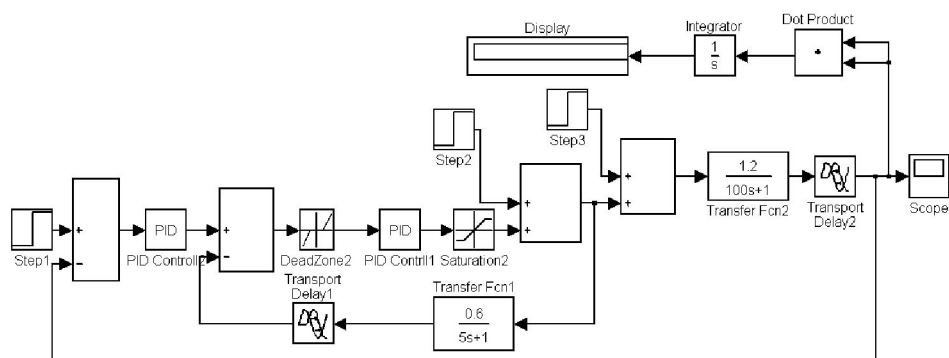 Display
Integrator
Dot Product
1
s
Step2
Step3
1.2
100s+1
Transfer Fcn2
Transport
Delay2
Scope
+
+
+
+
Step1
+
-
PID
PID Controll2
+
-
DeadZone2
PID
PID Contrll1
Saturation2
Transport
Delay1
Transfer Fcn1
0.6
5s+1